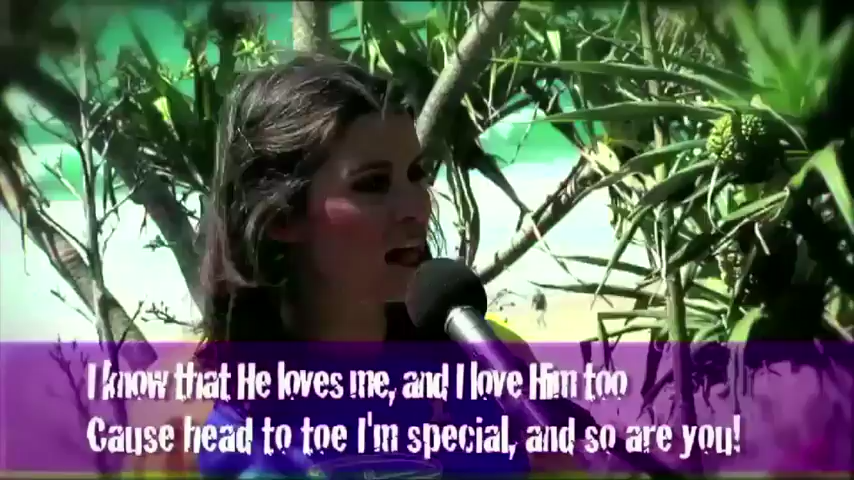 I know that He loves me, and I love Him too
Cause head to toe I'm special, and so are you!